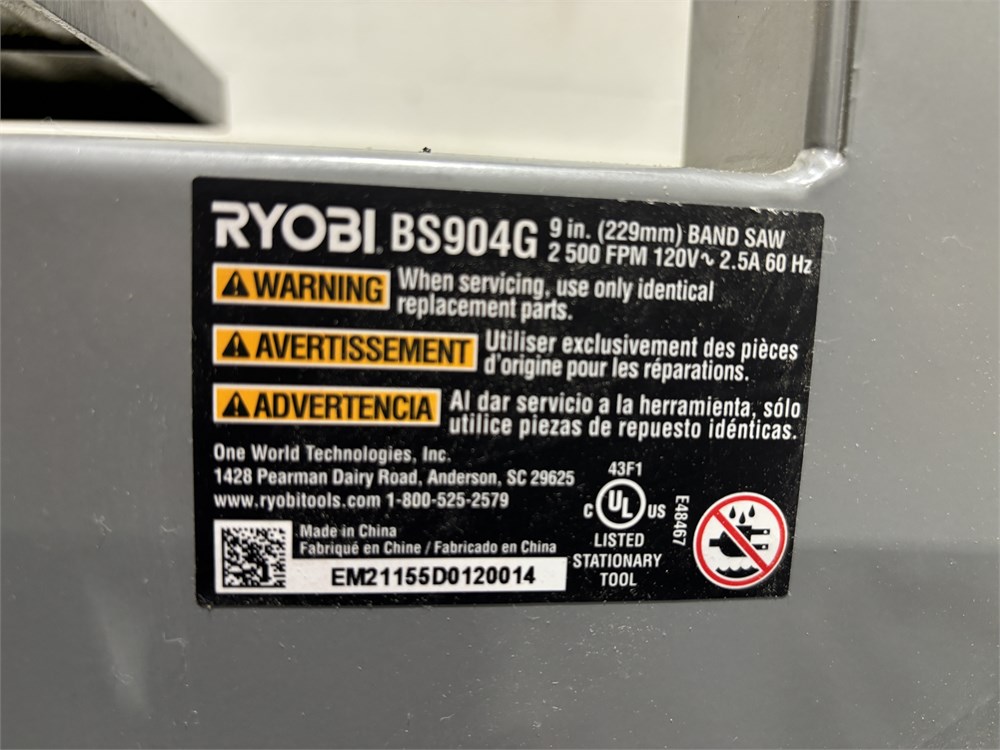 RYOBI BS904G 9 in. (229mm) BAND SAW
2 500 FPM 120V~ 2.5A 60 Hz
WARNING When servicing, use only identical
replacement parts.
AVERTISSEMENT Utiliser exclusivement des pièces
d'origine pour les réparations.
ADVERTENCIA Al dar servicio a la herramienta, sólo
utilice piezas de repuesto idénticas.
One World Technologies, Inc.
1428 Pearman Dairy Road, Anderson, SC 29625
www.ryobitools.com 1-800-525-2579
Made in China
Fabriqué en Chine / Fabricado en China
EM21155D0120014
43F1
C UL US
LISTED
STATIONARY
TOOL
E48467